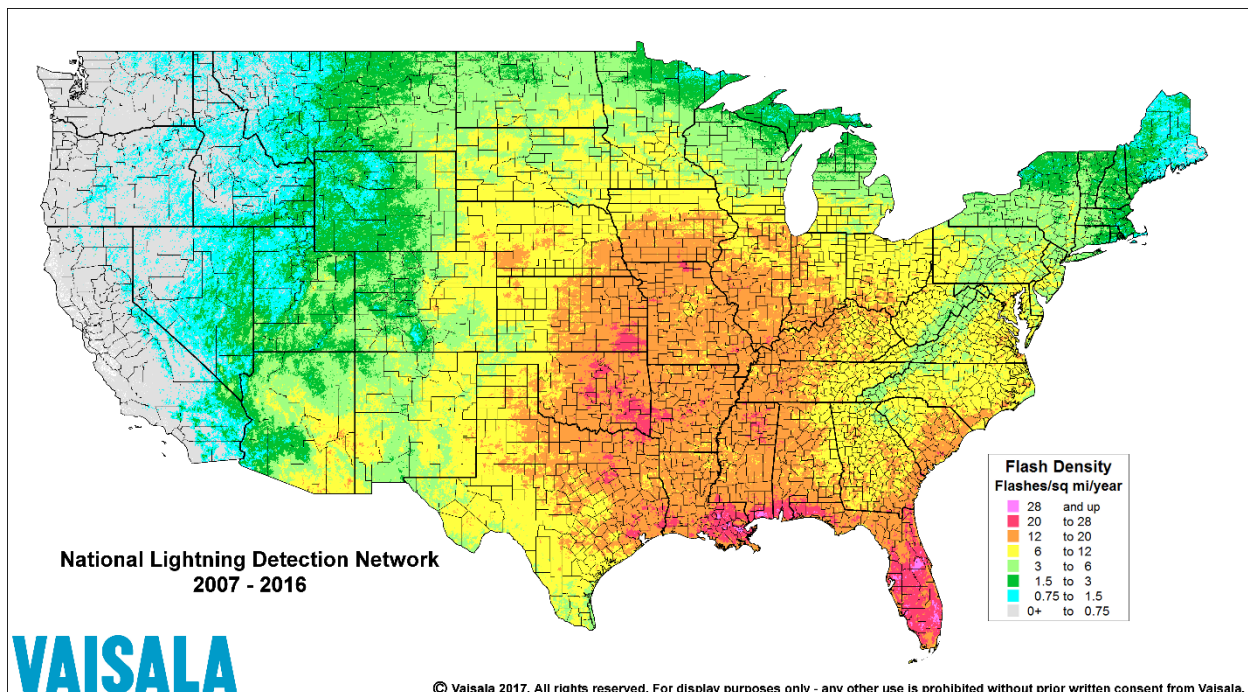 Flash Density
Flashes/sq mi/year
28 and up
20 to 28
12 to 20
6 to 12
3 to 6
1.5 to 3
0.75 to 1.5
0+ to 0.75
National Lightning Detection Network
2007 - 2016
VAISALA
© Vaisala 2017. All rights reserved. For display purposes only - any other use is prohibited without prior written consent from Vaisala.